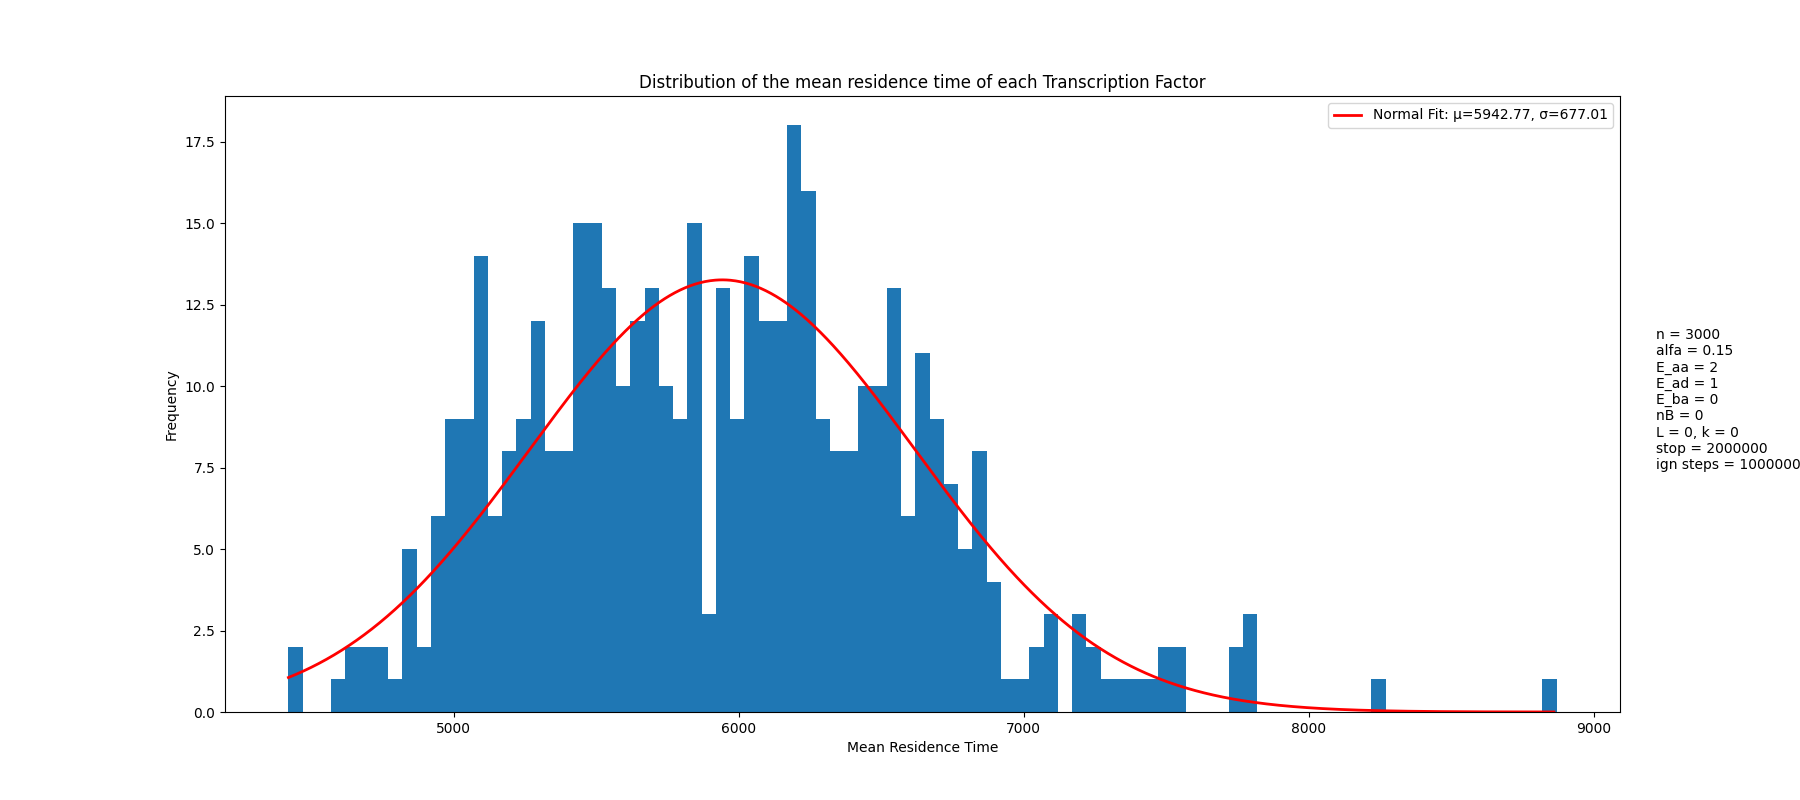 Distribution of the mean residence time of each Transcription Factor
Normal Fit: μ=5942.77, σ=677.01
17.5
15.0
12.5
10.0
7.5
5.0
2.5
0.0
Frequency
5000 6000 7000 8000 9000
Mean Residence Time
n = 3000
alfa = 0.15
E_aa = 2
E_ad = 1
E_ba = 0
nB = 0
L = 0, k = 0
stop = 2000000
ign steps = 1000000